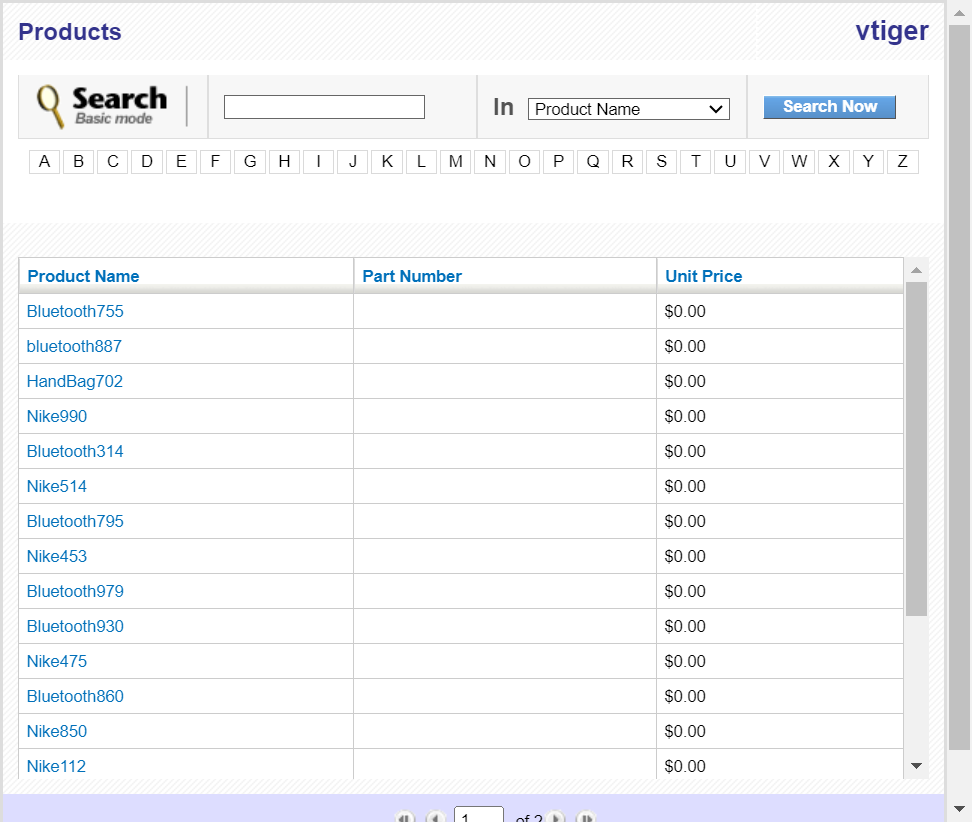 Products vtiger
Search
Basic mode
In Product Name Search Now
A B C D E F G H I J K L M N O P Q R S T U V W X Y Z
Product Name Part Number Unit Price
Bluetooth755 $0.00
bluetooth887 $0.00
HandBag702 $0.00
Nike990 $0.00
Bluetooth314 $0.00
Nike514 $0.00
Bluetooth795 $0.00
Nike453 $0.00
Bluetooth979 $0.00
Bluetooth930 $0.00
Nike475 $0.00
Bluetooth860 $0.00
Nike850 $0.00
Nike112 $0.00
1 of 2